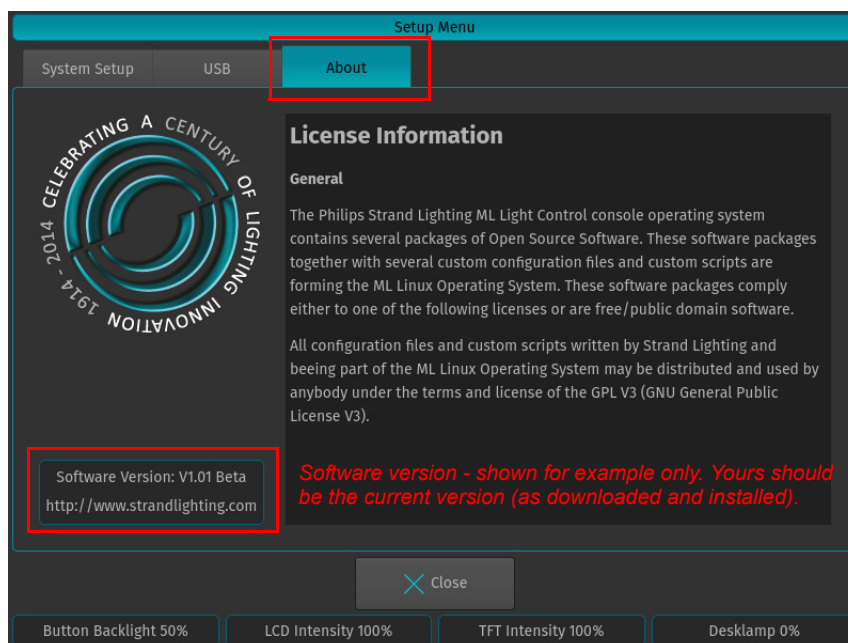 Setup Menu
System Setup
USB
About
CELEBRATING A CENTURY OF LIGHTING INNOVATION 1914 - 2014
License Information
General
The Philips Strand Lighting ML Light Control console operating system
contains several packages of Open Source Software. These software packages
together with several custom configuration files and custom scripts are
forming the ML Linux Operating System. These software packages comply
either to one of the following licenses or are free/public domain software.
All configuration files and custom scripts written by Strand Lighting and
beeing part of the ML Linux Operating System may be distributed and used by
anybody under the terms and license of the GPL V3 (GNU General Public
License V3).
Software Version: V1.01 Beta
http://www.strandlighting.com
Software version - shown for example only. Yours should
be the current version (as downloaded and installed).
Close
Button Backlight 50%
LCD Intensity 100%
TFT Intensity 100%
Desklamp 0%